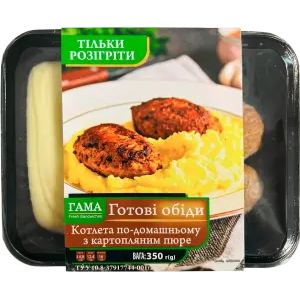 ТІЛЬКИ
РОЗІГРІТИ
ГАМА
Готові обіди
Котлета по-домашньому
з картопляним пюре
ВАГА: 350 г(g)